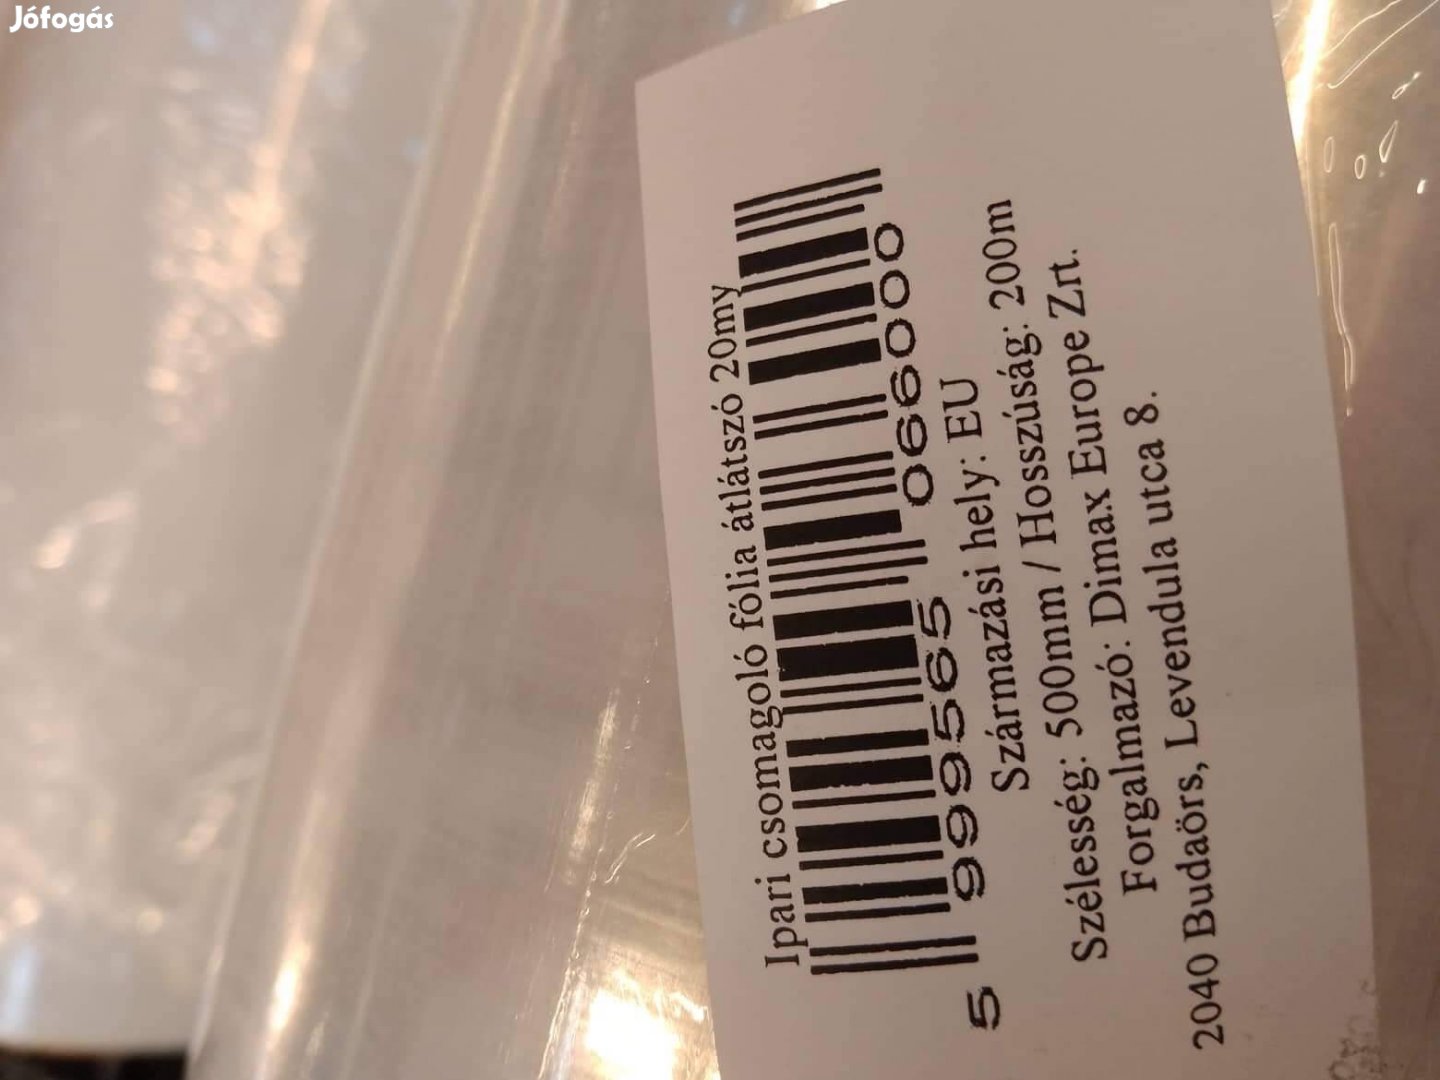 Jófogás
Ipari csomagoló fólia átlátszó 20my
5 999565 066000
Származási hely: EU
Szélesség: 500mm / Hosszúság: 200m
Forgalmazó: Dimax Europe Zrt.
2040 Budaörs, Levendula utca 8.